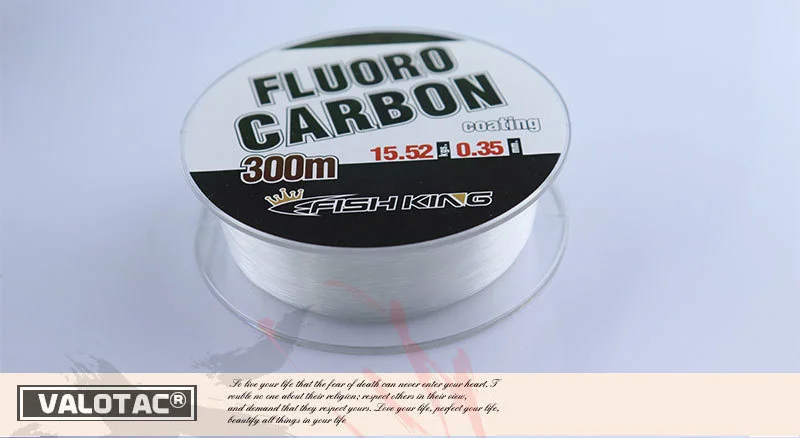 FLUORO
CARBON
coating
300m 15.52 kgs. 0.35 mm.
FISH KING
VALOTAC®
So live your life that the fear of death can never enter your heart. T
rouble no one about their religion; respect others in their view,
and demand that they respect yours. Love your life, perfect your life,
beautify all things in your life